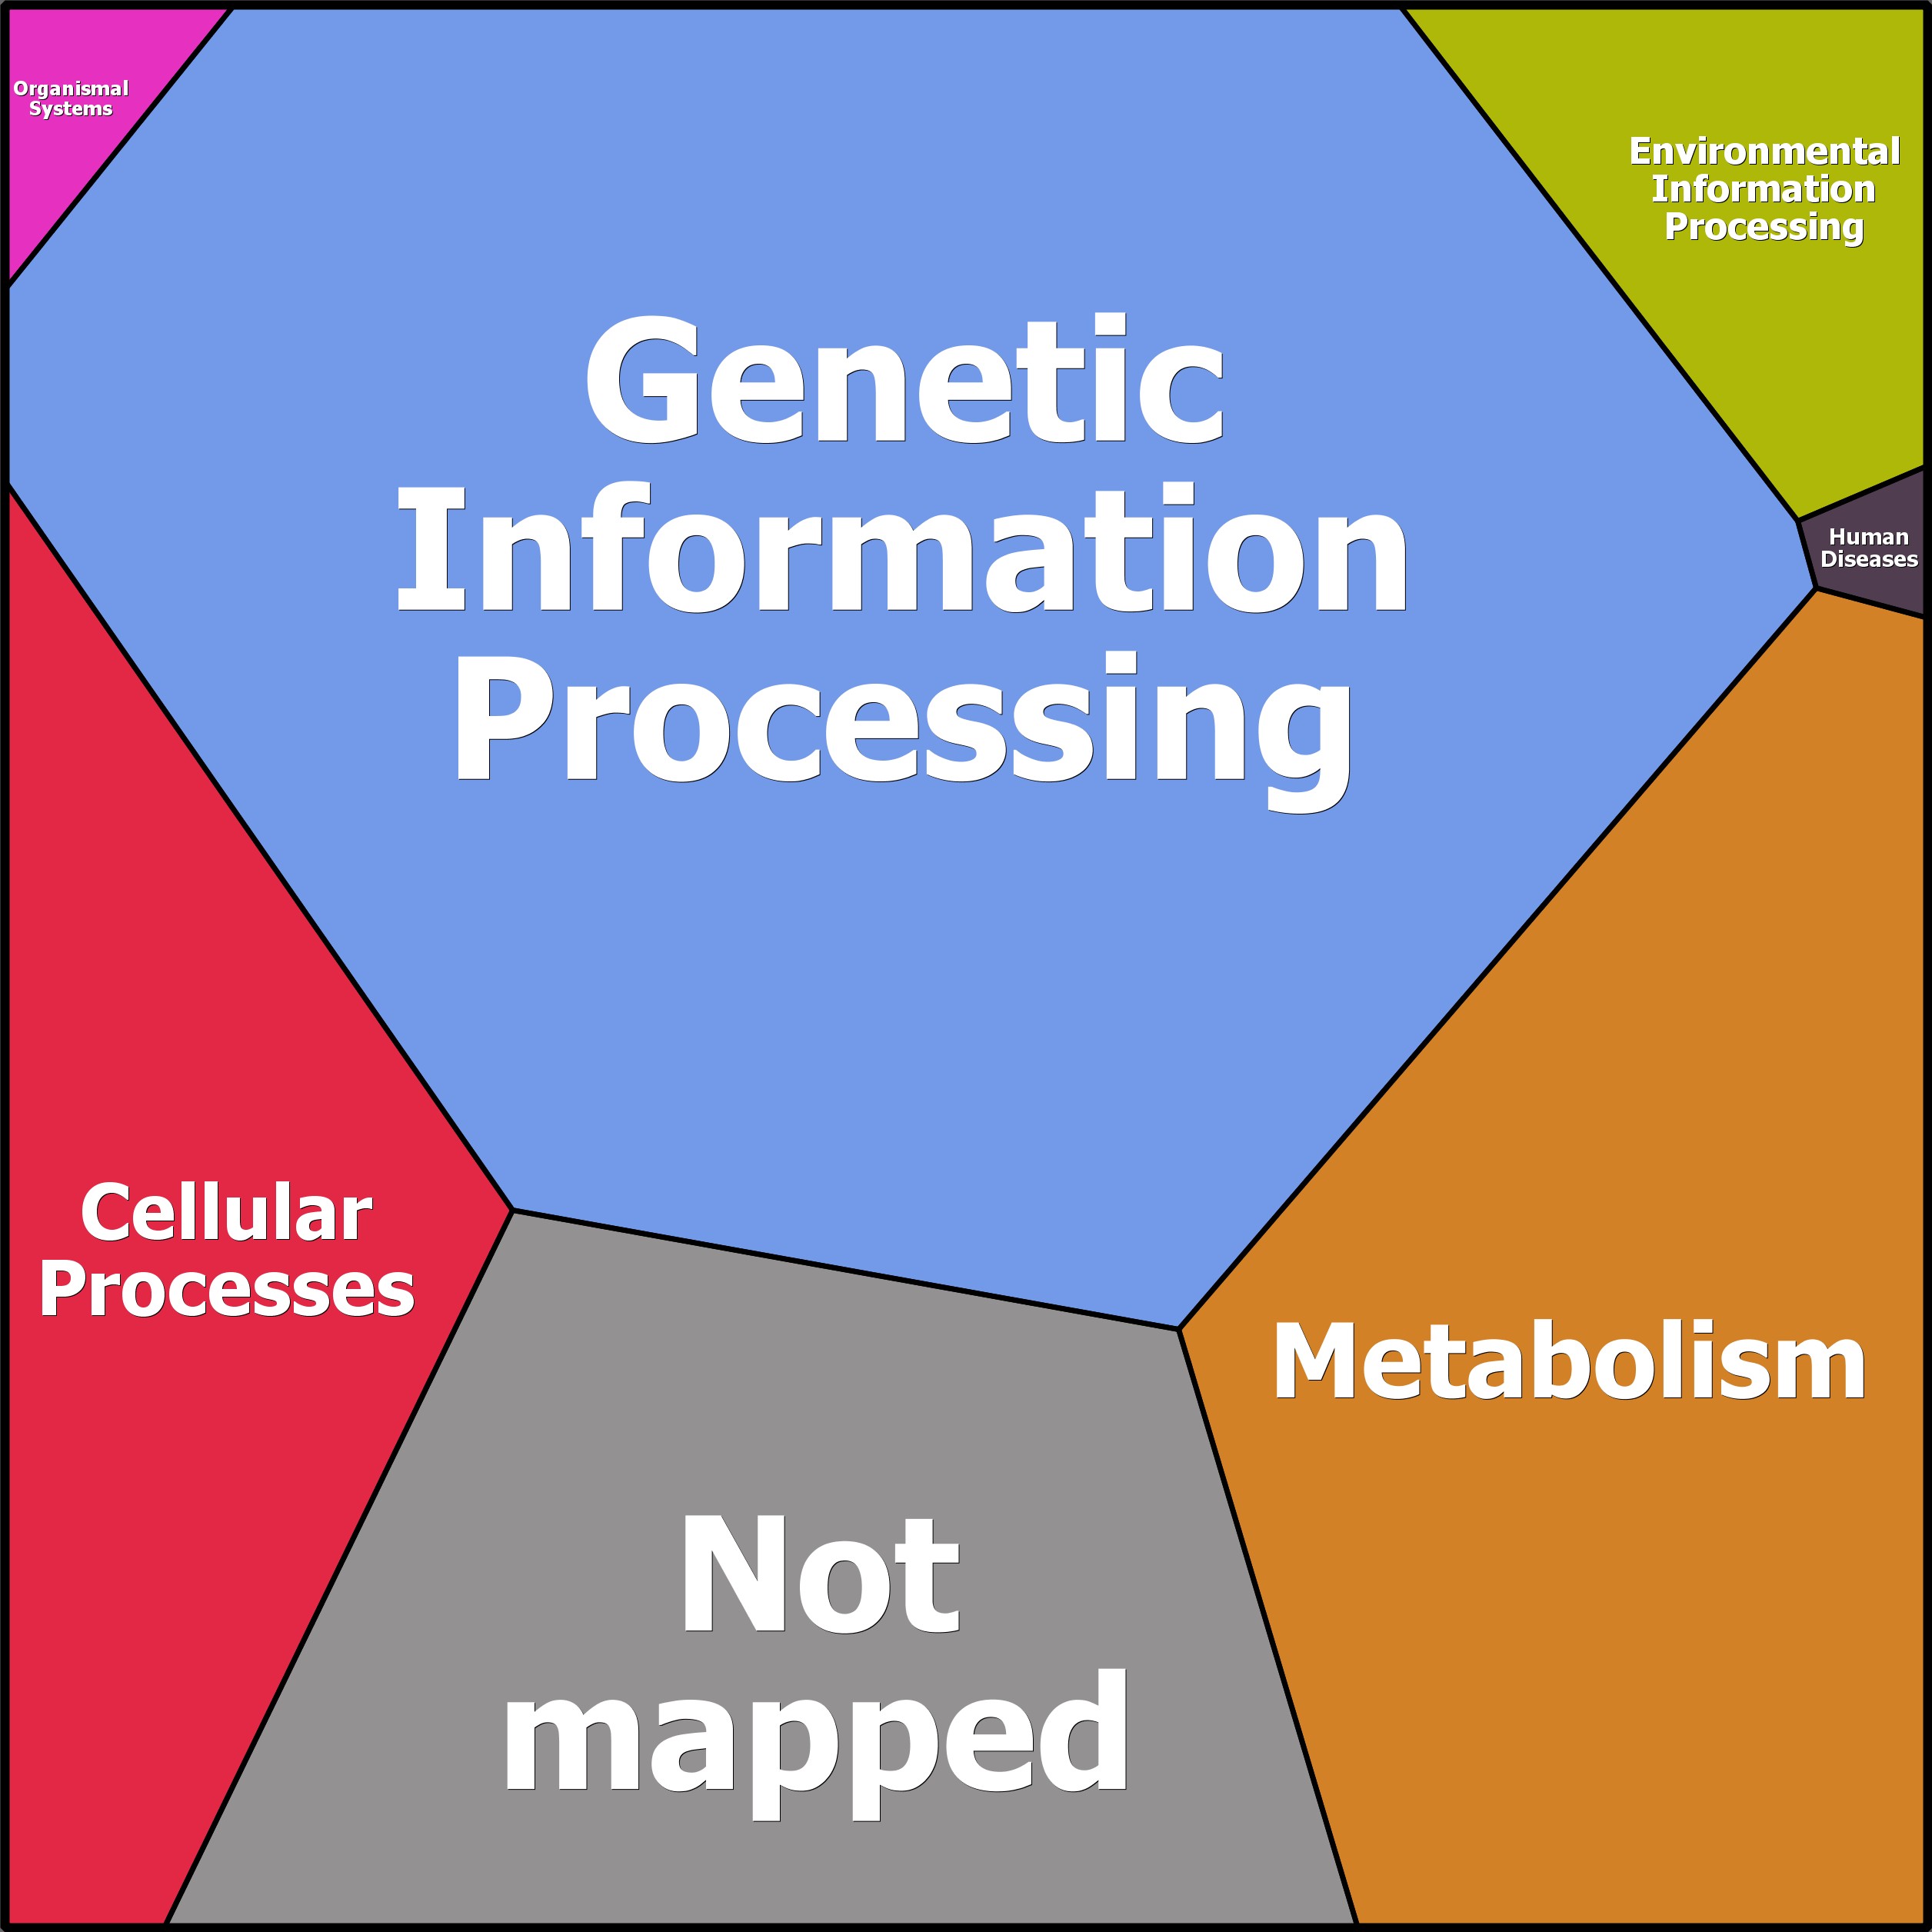 Organismal
Systems
Environmental
Information
Processing
Genetic
Information
Processing
Human
Diseases
Cellular
Processes
Metabolism
Not
mapped